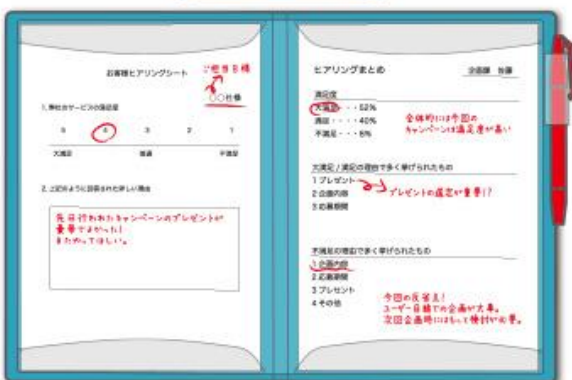 お客様ヒアリングシート
ご担当者様
○○社様
1. 弊社のサービスの満足度
5 4 3 2 1
大満足 普通 不満足
2. 上記のように回答された詳しい理由
先日行われたキャンペーンのプレゼントが
豪華でよかった!
またやってほしい。
ヒアリングまとめ
企画課 佐藤
満足度
大満足・・・52%
満足・・・・40%
不満足・・・8%
全体的には今回の
キャンペーンは満足度が高い
大満足/満足の理由で多く挙げられたもの
1 プレゼント
2 企画内容
3 応募期間
プレゼントの選定が重要!?
不満足の理由で多く挙げられたもの
1 企画内容
2 応募期間
3 プレゼント
4 その他
今回の反省点!
ユーザー目線での企画が大事。
次回企画時にはもっと検討が必要。